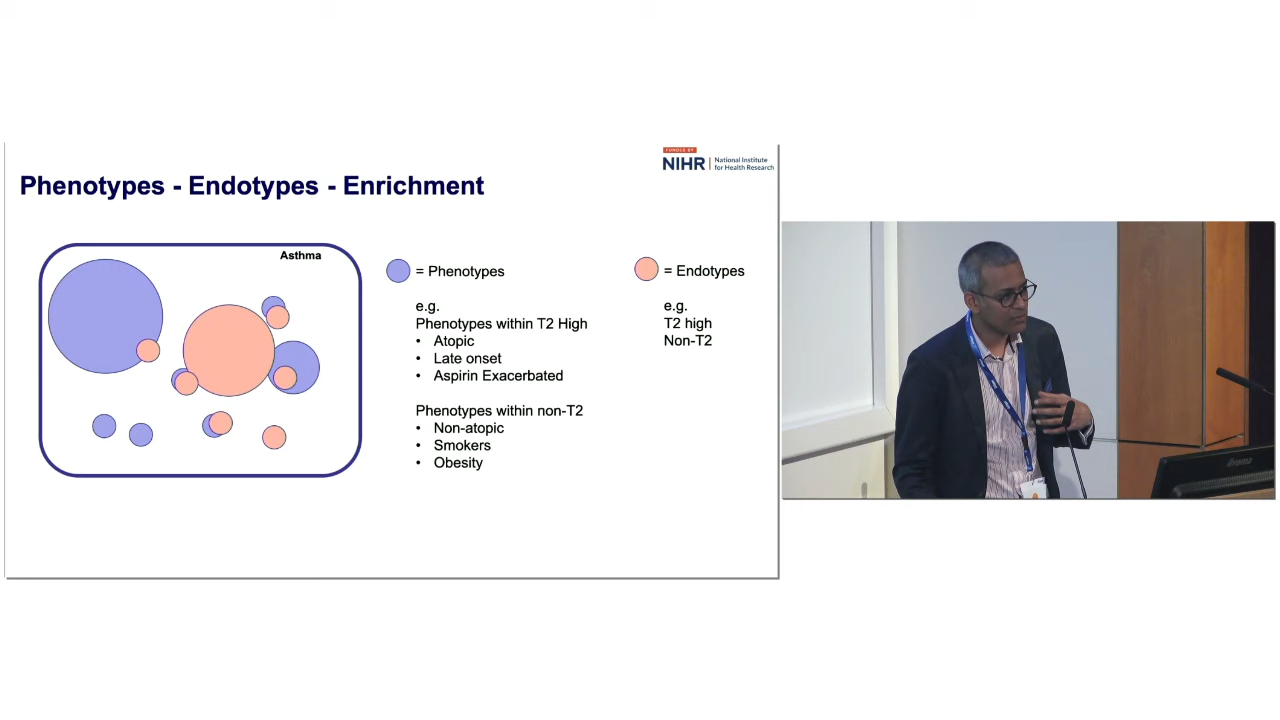 FUNDED BY
NIHR | National Institute
for Health Research
Phenotypes - Endotypes - Enrichment
Asthma
= Phenotypes
e.g.
Phenotypes within T2 High
• Atopic
• Late onset
• Aspirin Exacerbated
Phenotypes within non-T2
• Non-atopic
• Smokers
• Obesity
= Endotypes
e.g.
T2 high
Non-T2
iiyama